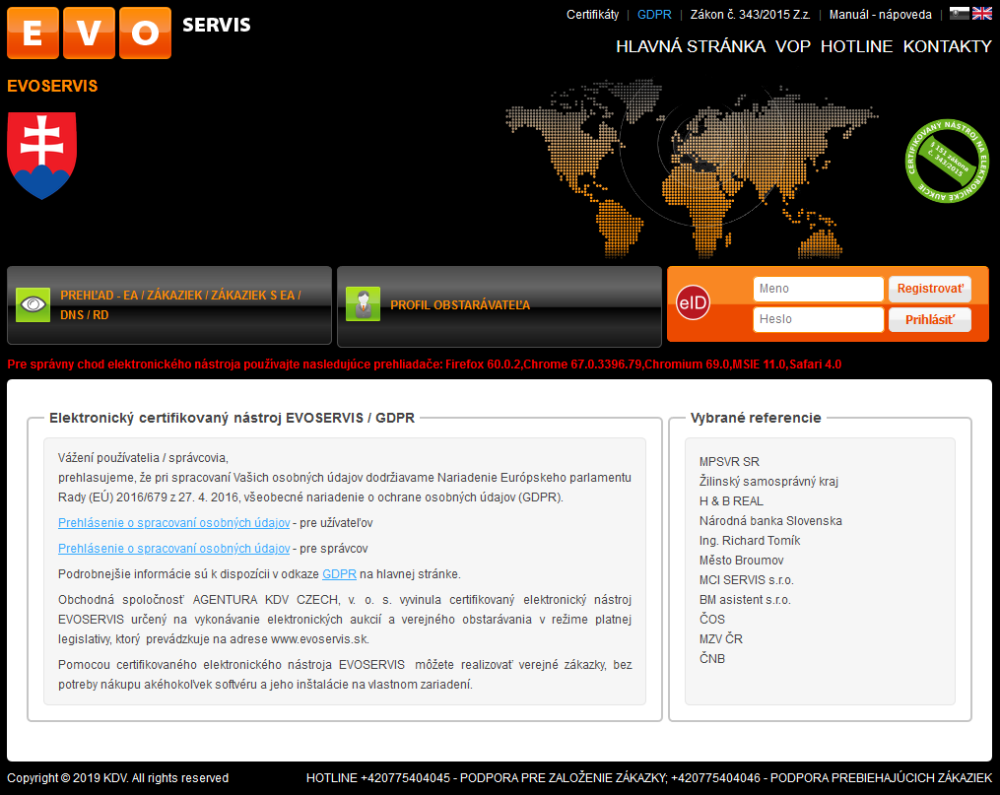 EVO SERVIS
Certifikáty | GDPR | Zákon č. 343/2015 Z.z. | Manuál - nápoveda |
HLAVNÁ STRÁNKA VOP HOTLINE KONTAKTY
EVOSERVIS
CERTIFIKOVANÝ NÁSTROJ NA ELEKTRONICKÉ AUKCIE
§ 151 zákona
č. 343/2015
PREHĽAD - EA / ZÁKAZIEK / ZÁKAZIEK S EA /
DNS / RD
PROFIL OBSTARÁVATEĽA
eID
Meno
Registrovať
Heslo
Prihlásiť
Pre správny chod elektronického nástroja používajte nasledujúce prehliadače: Firefox 60.0.2,Chrome 67.0.3396.79,Chromium 69.0,MSIE 11.0,Safari 4.0
Elektronický certifikovaný nástroj EVOSERVIS / GDPR
Vážení používatelia / správcovia,
prehlasujeme, že pri spracovaní Vašich osobných údajov dodržiavame Nariadenie Európskeho parlamentu
Rady (EÚ) 2016/679 z 27. 4. 2016, všeobecné nariadenie o ochrane osobných údajov (GDPR).
Prehlásenie o spracovaní osobných údajov - pre užívateľov
Prehlásenie o spracovaní osobných údajov - pre správcov
Podrobnejšie informácie sú k dispozícii v odkaze GDPR na hlavnej stránke.
Obchodná spoločnosť AGENTURA KDV CZECH, v. o. s. vyvinula certifikovaný elektronický nástroj
EVOSERVIS určený na vykonávanie elektronických aukcií a verejného obstarávania v režime platnej
legislatívy, ktorý prevádzkuje na adrese www.evoservis.sk.
Pomocou certifikovaného elektronického nástroja EVOSERVIS môžete realizovať verejné zákazky, bez
potreby nákupu akéhokoľvek softvéru a jeho inštalácie na vlastnom zariadení.
Vybrané referencie
MPSVR SR
Žilinský samosprávný kraj
H & B REAL
Národná banka Slovenska
Ing. Richard Tomík
Město Broumov
MCI SERVIS s.r.o.
BM asistent s.r.o.
ČOS
MZV ČR
ČNB
Copyright © 2019 KDV. All rights reserved
HOTLINE +420775404045 - PODPORA PRE ZALOŽENIE ZÁKAZKY; +420775404046 - PODPORA PREBIEHAJÚCICH ZÁKAZIEK